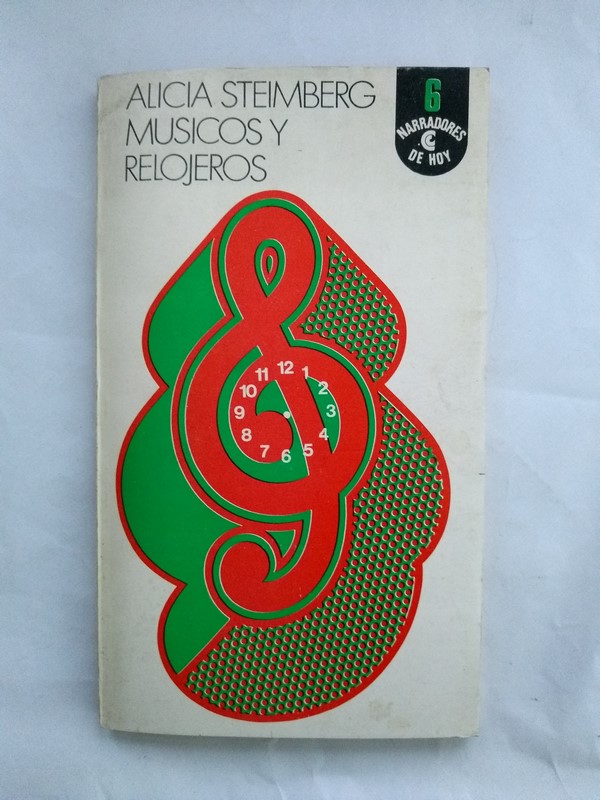 ALICIA STEIMBERG
MUSICOS Y
RELOJEROS
6
NARRADORES
DE HOY
12
1
2
3
4
5
6
7
8
9
10
11